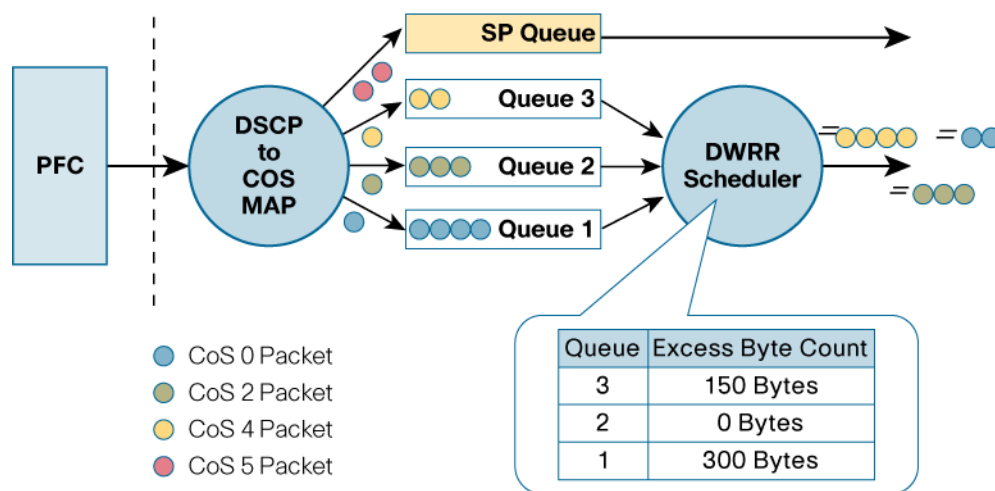 SP Queue
PFC
DSCP
to
COS
MAP
Queue 3
Queue 2
Queue 1
DWRR
Scheduler
CoS 0 Packet
CoS 2 Packet
CoS 4 Packet
CoS 5 Packet
Queue Excess Byte Count
3 150 Bytes
2 0 Bytes
1 300 Bytes